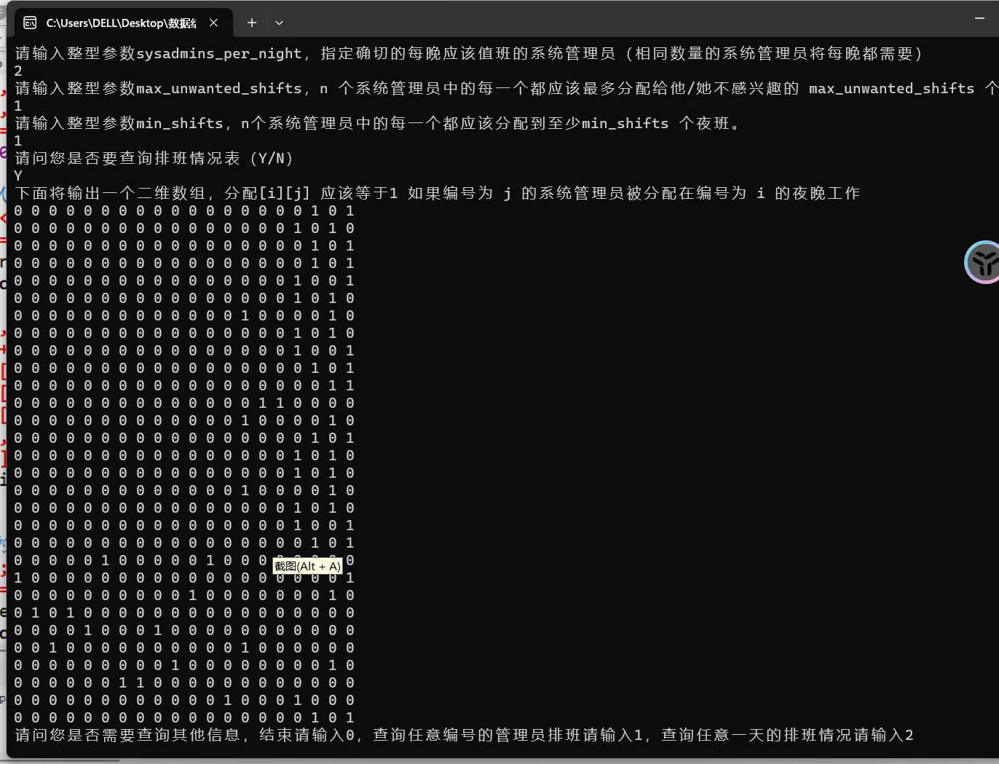 C:\Users\DELL\Desktop\数据结
请输入整型参数sysadmins_per_night，指定确切的每晚应该值班的系统管理员（相同数量的系统管理员将每晚都需要）
2
请输入整型参数max_unwanted_shifts，n 个系统管理员中的每一个都应该最多分配给他/她不感兴趣的 max_unwanted_shifts 个
1
请输入整型参数min_shifts，n个系统管理员中的每一个都应该分配到至少min_shifts 个夜班。
1
请问您是否要查询排班情况表（Y/N）
Y
下面将输出一个二维数组，分配[i][j] 应该等于1 如果编号为 j 的系统管理员被分配在编号为 i 的夜晚工作
0 0 0 0 0 0 0 0 0 0 0 0 0 0 0 0 0 1 0 1
0 0 0 0 0 0 0 0 0 0 0 0 0 0 0 0 1 0 1 0
0 0 0 0 0 0 0 0 0 0 0 0 0 0 0 0 0 1 0 1
0 0 0 0 0 0 0 0 0 0 0 0 0 0 0 0 0 1 0 1
0 0 0 0 0 0 0 0 0 0 0 0 0 0 0 0 1 0 0 1
0 0 0 0 0 0 0 0 0 0 0 0 0 0 0 0 1 0 1 0
0 0 0 0 0 0 0 0 0 0 0 0 0 1 0 0 0 0 1 0
0 0 0 0 0 0 0 0 0 0 0 0 0 0 0 0 1 0 1 0
0 0 0 0 0 0 0 0 0 0 0 0 0 0 0 0 1 0 0 1
0 0 0 0 0 0 0 0 0 0 0 0 0 0 0 0 0 1 0 1
0 0 0 0 0 0 0 0 0 0 0 0 0 0 0 0 0 0 1 1
0 0 0 0 0 0 0 0 0 0 0 0 0 0 1 1 0 0 0 0
0 0 0 0 0 0 0 0 0 0 0 0 0 1 0 0 0 0 1 0
0 0 0 0 0 0 0 0 0 0 0 0 0 0 0 0 0 1 0 1
0 0 0 0 0 0 0 0 0 0 0 0 0 0 0 0 1 0 1 0
0 0 0 0 0 0 0 0 0 0 0 0 0 0 0 0 1 0 1 0
0 0 0 0 0 0 0 0 0 0 0 0 0 1 0 0 0 0 1 0
0 0 0 0 0 0 0 0 0 0 0 0 0 0 0 0 1 0 1 0
0 0 0 0 0 0 0 0 0 0 0 0 0 0 0 0 1 0 0 1
0 0 0 0 0 0 0 0 0 0 0 0 0 0 0 0 0 1 0 1
0 0 0 0 0 1 0 0 0 0 0 1 0 0 0 0 0 0 0 0
截图(Alt + A)
1 0 0 0 0 0 0 0 0 0 0 0 0 0 0 0 0 0 0 1
0 0 0 0 0 0 0 0 0 0 1 0 0 0 0 0 0 0 1 0
0 1 0 1 0 0 0 0 0 0 0 0 0 0 0 0 0 0 0 0
0 0 0 0 1 0 0 0 1 0 0 0 0 0 0 0 0 0 0 0
0 0 1 0 0 0 0 0 0 0 0 0 0 1 0 0 0 0 0 0
0 0 0 0 0 0 0 0 0 1 0 0 0 0 0 0 0 0 1 0
0 0 0 0 0 0 1 1 0 0 0 0 0 0 0 0 0 0 0 0
0 0 0 0 0 0 0 0 0 0 0 0 1 0 0 0 1 0 0 0
0 0 0 0 0 0 0 0 0 0 0 0 0 0 0 0 0 1 0 1
请问您是否需要查询其他信息，结束请输入0，查询任意编号的管理员排班请输入1，查询任意一天的排班情况请输入2